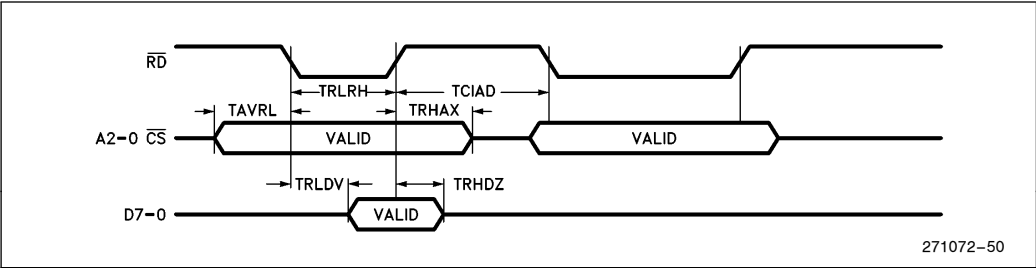 RD
TRLRH TCIAD
TAVRL TRHAX
A2-0 CS VALID VALID
TRLDV TRHDZ
D7-0 VALID
271072-50